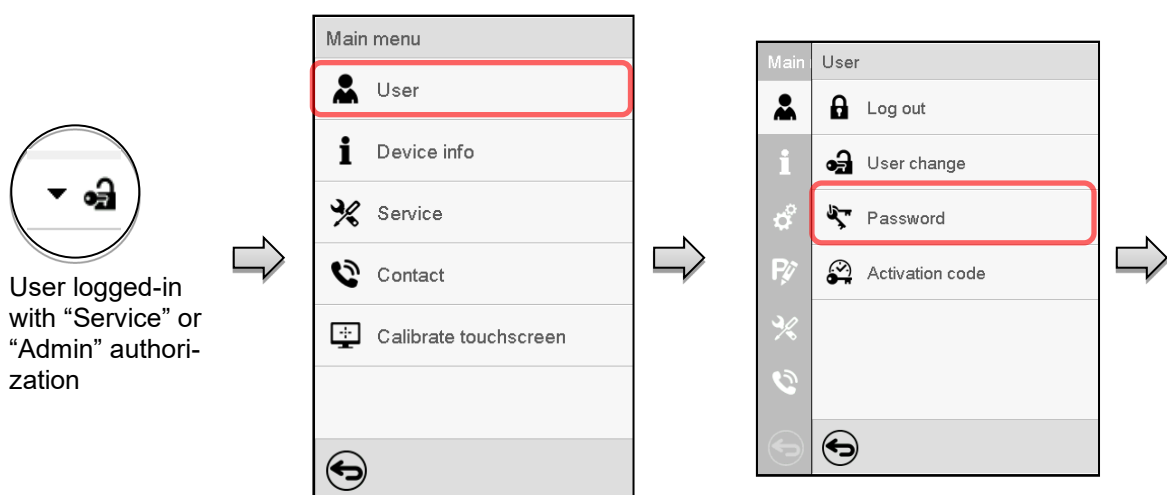 User logged-in
with “Service” or
“Admin” authori-
zation
Main menu
User
Device info
Service
Contact
Calibrate touchscreen
Main
User
Log out
User change
Password
Activation code